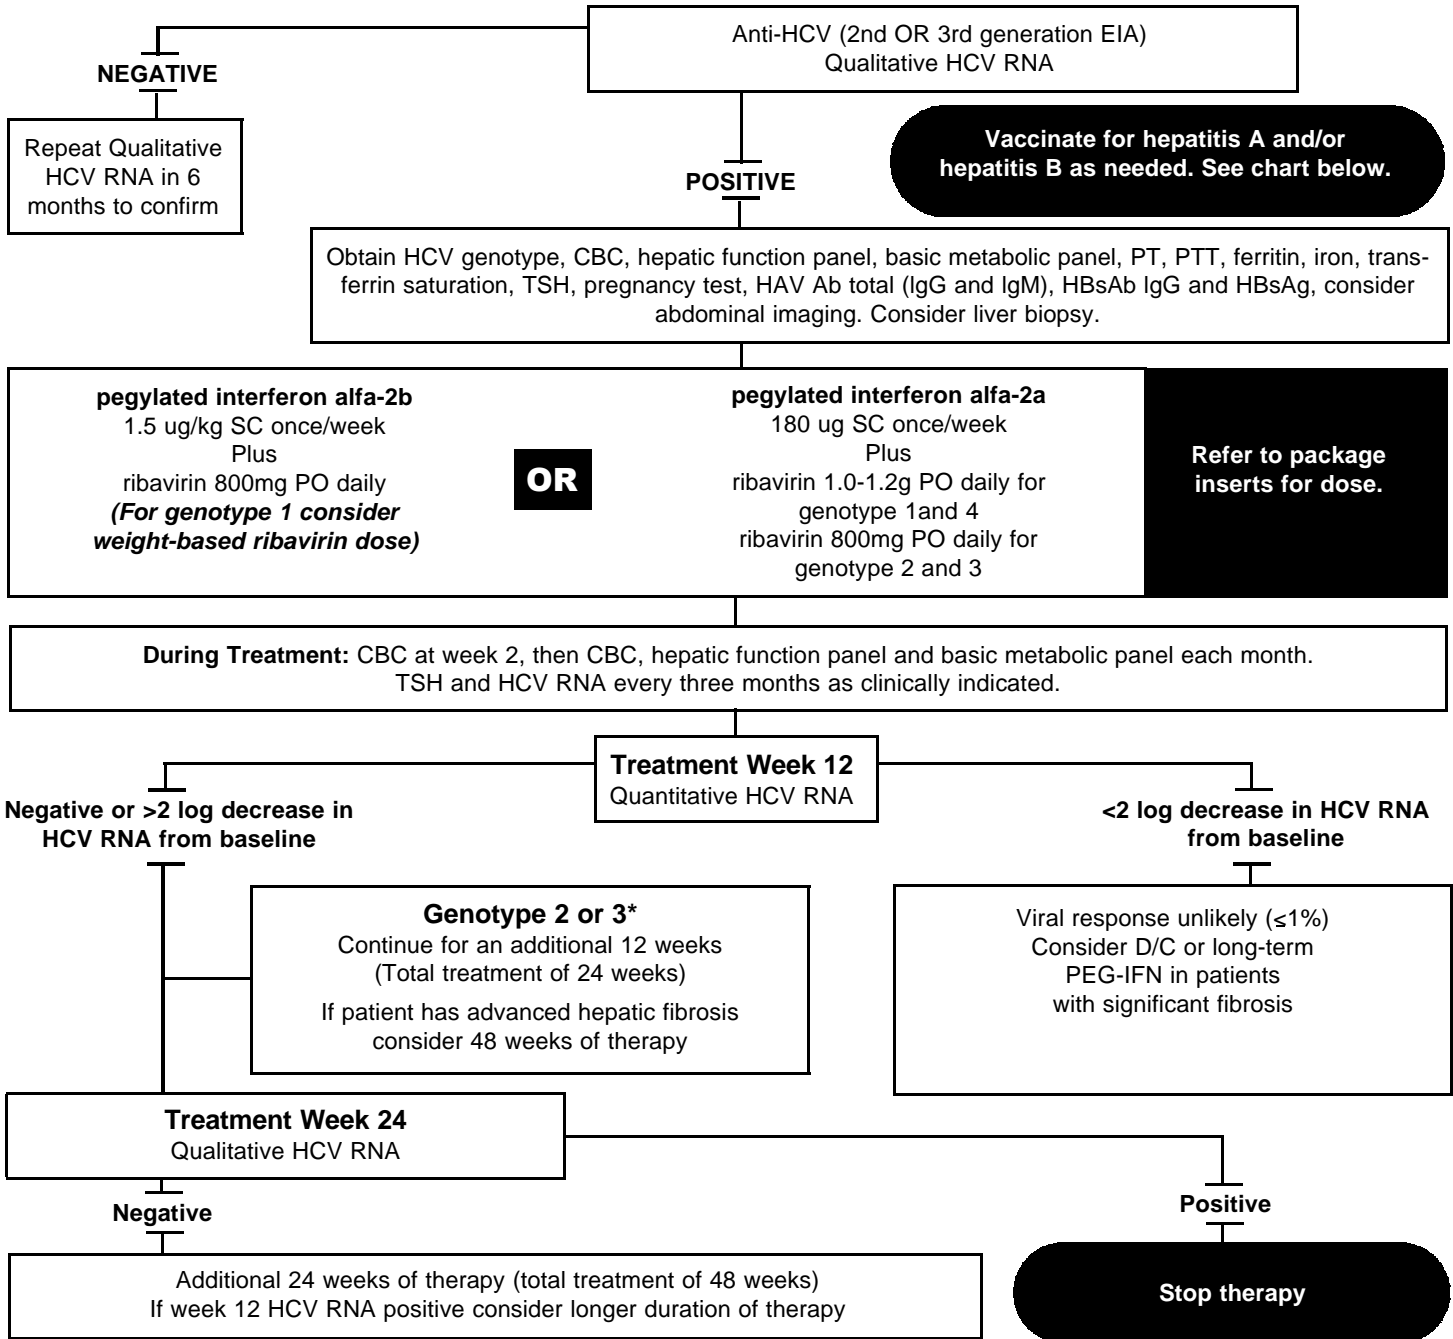 Anti-HCV (2nd OR 3rd generation EIA)
Qualitative HCV RNA
NEGATIVE
Repeat Qualitative
HCV RNA in 6
months to confirm
POSITIVE
Vaccinate for hepatitis A and/or
hepatitis B as needed. See chart below.
Obtain HCV genotype, CBC, hepatic function panel, basic metabolic panel, PT, PTT, ferritin, iron, trans-
ferrin saturation, TSH, pregnancy test, HAV Ab total (IgG and IgM), HBsAb IgG and HBsAg, consider
abdominal imaging. Consider liver biopsy.
pegylated interferon alfa-2b
1.5 ug/kg SC once/week
Plus
ribavirin 800mg PO daily
(For genotype 1 consider
weight-based ribavirin dose)
OR
pegylated interferon alfa-2a
180 ug SC once/week
Plus
ribavirin 1.0-1.2g PO daily for
genotype 1and 4
ribavirin 800mg PO daily for
genotype 2 and 3
Refer to package
inserts for dose.
During Treatment: CBC at week 2, then CBC, hepatic function panel and basic metabolic panel each month.
TSH and HCV RNA every three months as clinically indicated.
Treatment Week 12
Quantitative HCV RNA
Negative or >2 log decrease in
HCV RNA from baseline
<2 log decrease in HCV RNA
from baseline
Genotype 2 or 3*
Continue for an additional 12 weeks
(Total treatment of 24 weeks)
If patient has advanced hepatic fibrosis
consider 48 weeks of therapy
Viral response unlikely (≤1%)
Consider D/C or long-term
PEG-IFN in patients
with significant fibrosis
Treatment Week 24
Qualitative HCV RNA
Negative
Positive
Additional 24 weeks of therapy (total treatment of 48 weeks)
If week 12 HCV RNA positive consider longer duration of therapy
Stop therapy